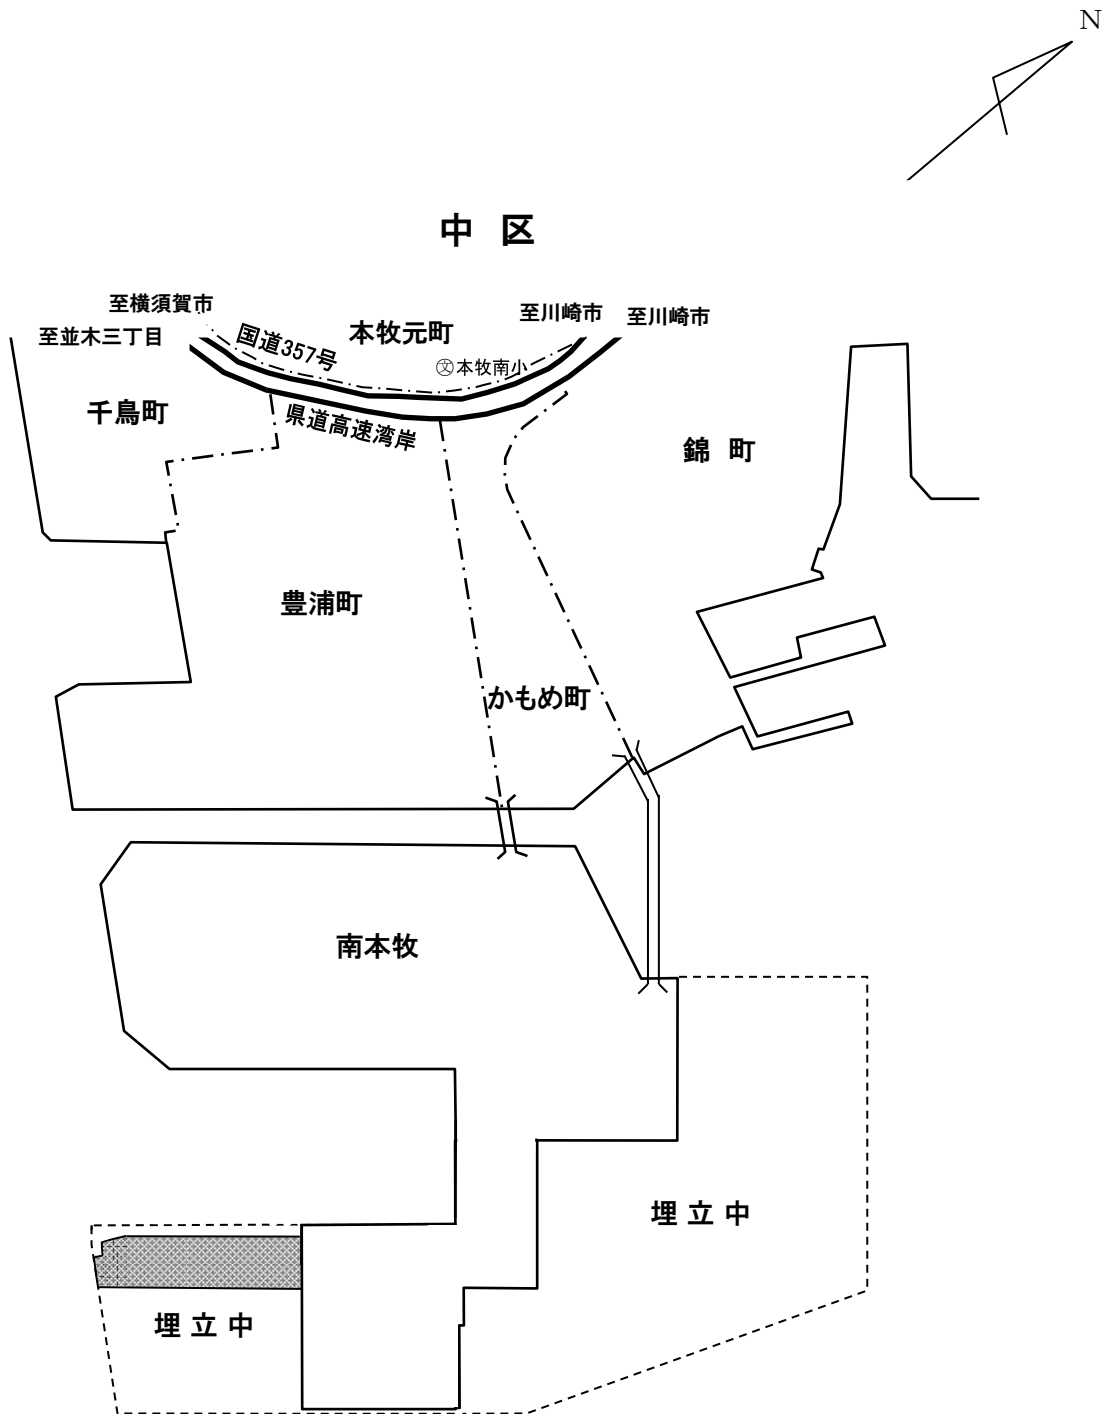 N
中 区
至横須賀市
至川崎市
至川崎市
至並木三丁目
国道357号
本牧元町
文本牧南小
千鳥町
県道高速湾岸
錦 町
豊浦町
かもめ町
南本牧
埋 立 中
埋 立 中